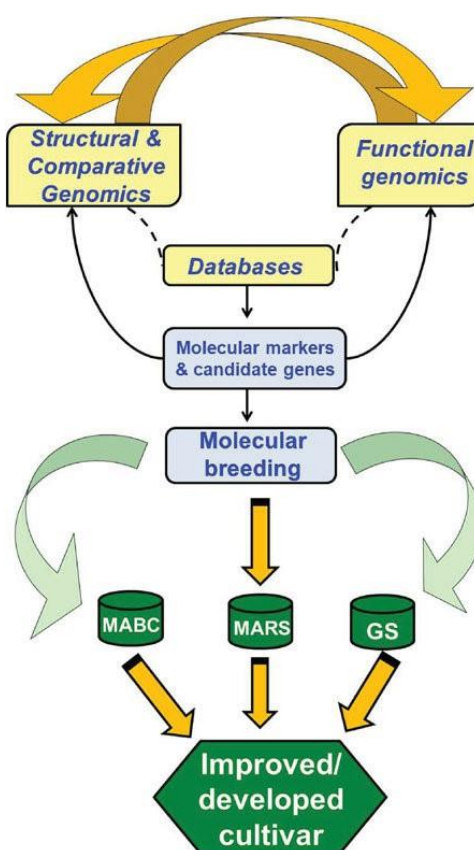 Structural &
Comparative
Genomics
Functional
genomics
Databases
Molecular markers
& candidate genes
Molecular
breeding
MABC
MARS
GS
Improved/
developed
cultivar